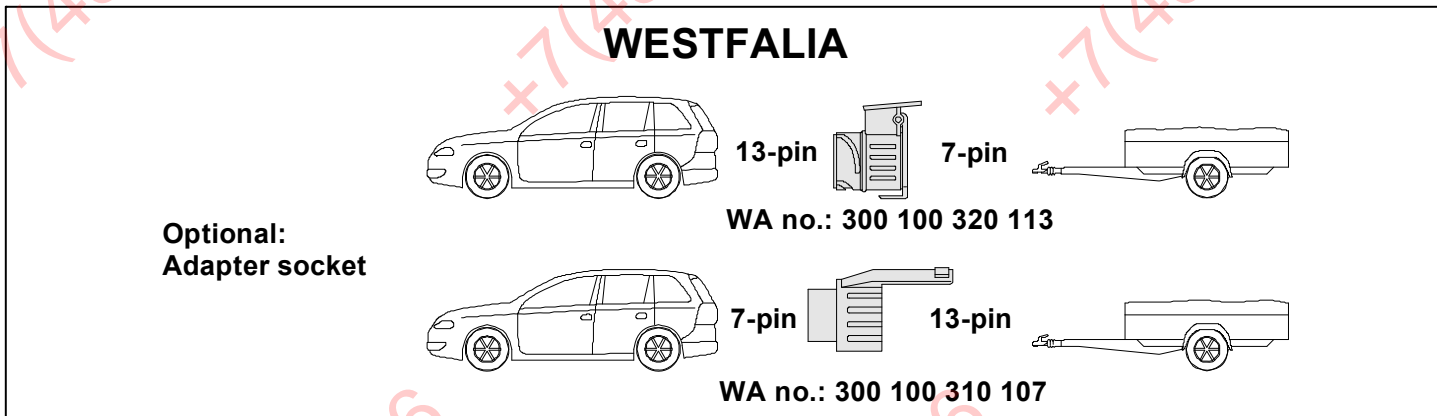 WESTFALIA
13-pin 7-pin
WA no.: 300 100 320 113
Optional:
Adapter socket
7-pin 13-pin
WA no.: 300 100 310 107